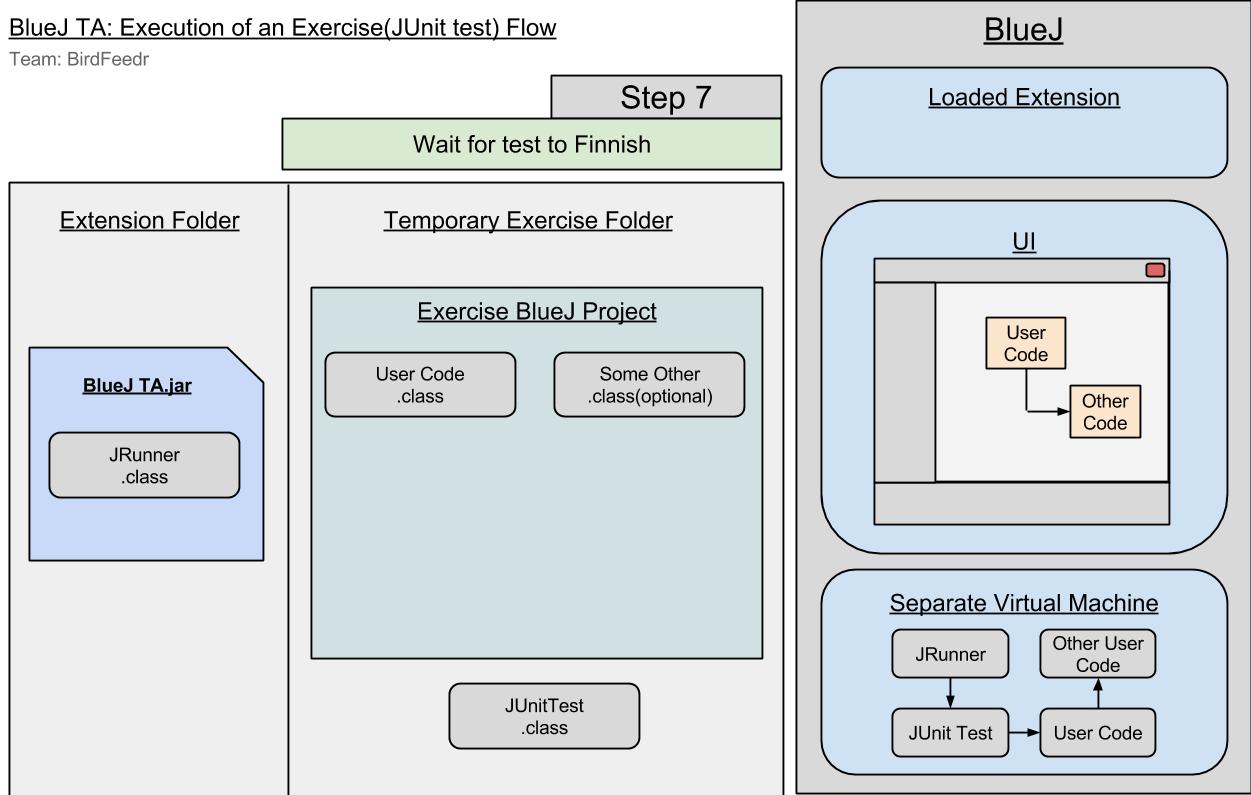 BlueJ TA: Execution of an Exercise(JUnit test) Flow
Team: BirdFeedr
Step 7
Wait for test to Finnish
Extension Folder
BlueJ TA.jar
JRunner
.class
Temporary Exercise Folder
Exercise BlueJ Project
User Code
.class
Some Other
.class(optional)
JUnitTest
.class
BlueJ
Loaded Extension
UI
User
Code
Other
Code
Separate Virtual Machine
JRunner
Other User
Code
JUnit Test
User Code